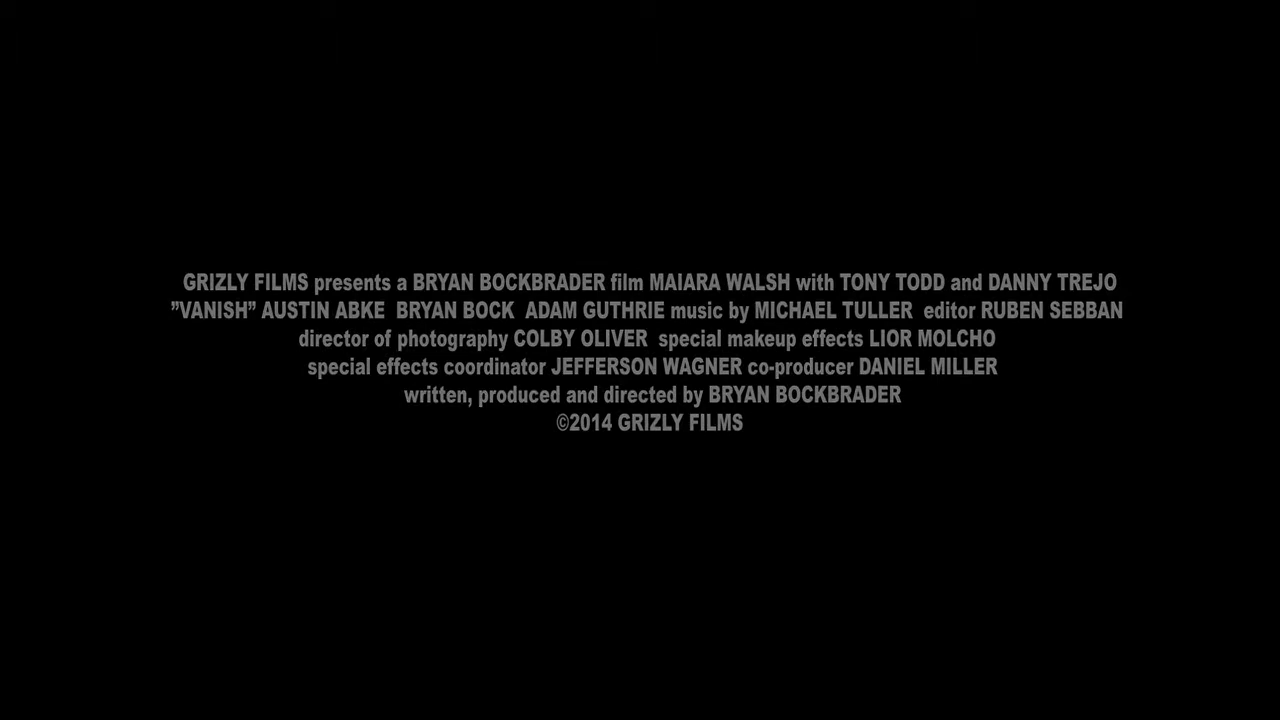 GRIZLY FILMS presents a BRYAN BOCKBRADER film MAIARA WALSH with TONY TODD and DANNY TREJO
”VANISH” AUSTIN ABKE BRYAN BOCK ADAM GUTHRIE music by MICHAEL TULLER editor RUBEN SEBBAN
director of photography COLBY OLIVER special makeup effects LIOR MOLCHO
special effects coordinator JEFFERSON WAGNER co-producer DANIEL MILLER
written, produced and directed by BRYAN BOCKBRADER
©2014 GRIZLY FILMS